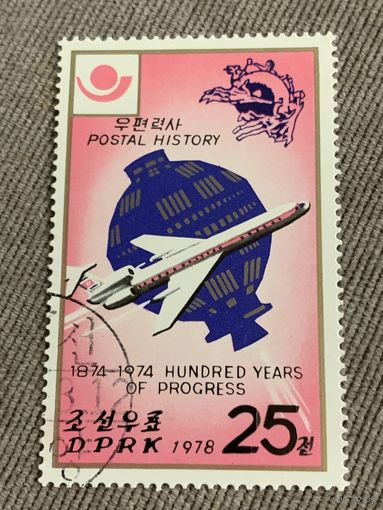 우편력사
POSTAL HISTORY
1874-1974 HUNDRED YEARS
OF PROGRESS
조선우표
DPRK 1978 25전